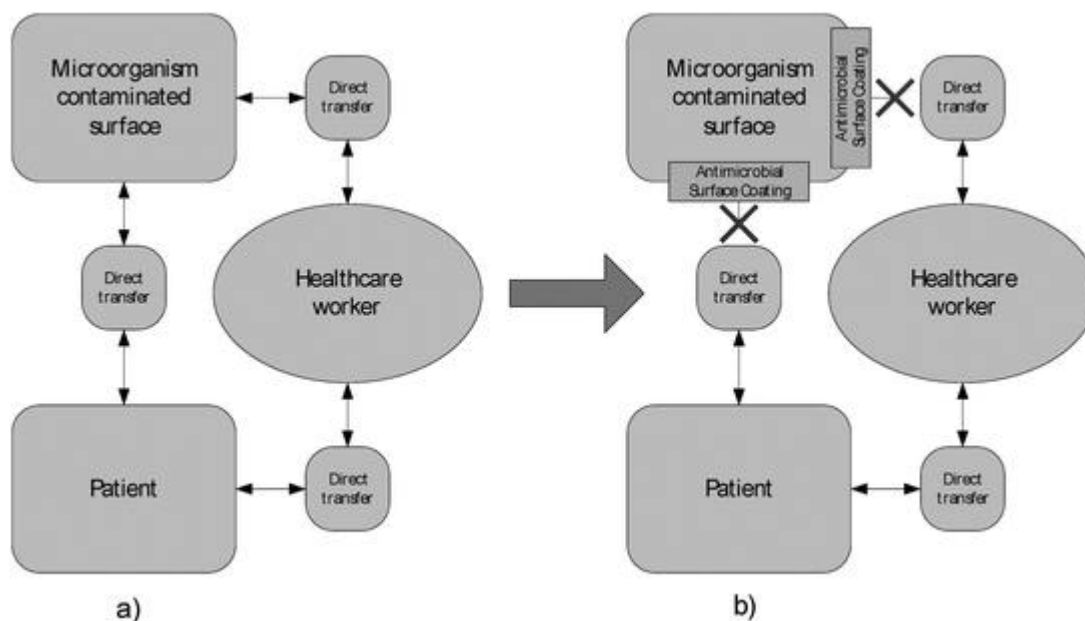 Microorganism
contaminated
surface
Direct
transfer
Direct
transfer
Healthcare
worker
Patient
Direct
transfer
a)
Microorganism
contaminated
surface
Antimicrobial
Surface Coating
Antimicrobial
Surface Coating
Direct
transfer
Direct
transfer
Healthcare
worker
Patient
Direct
transfer
b)